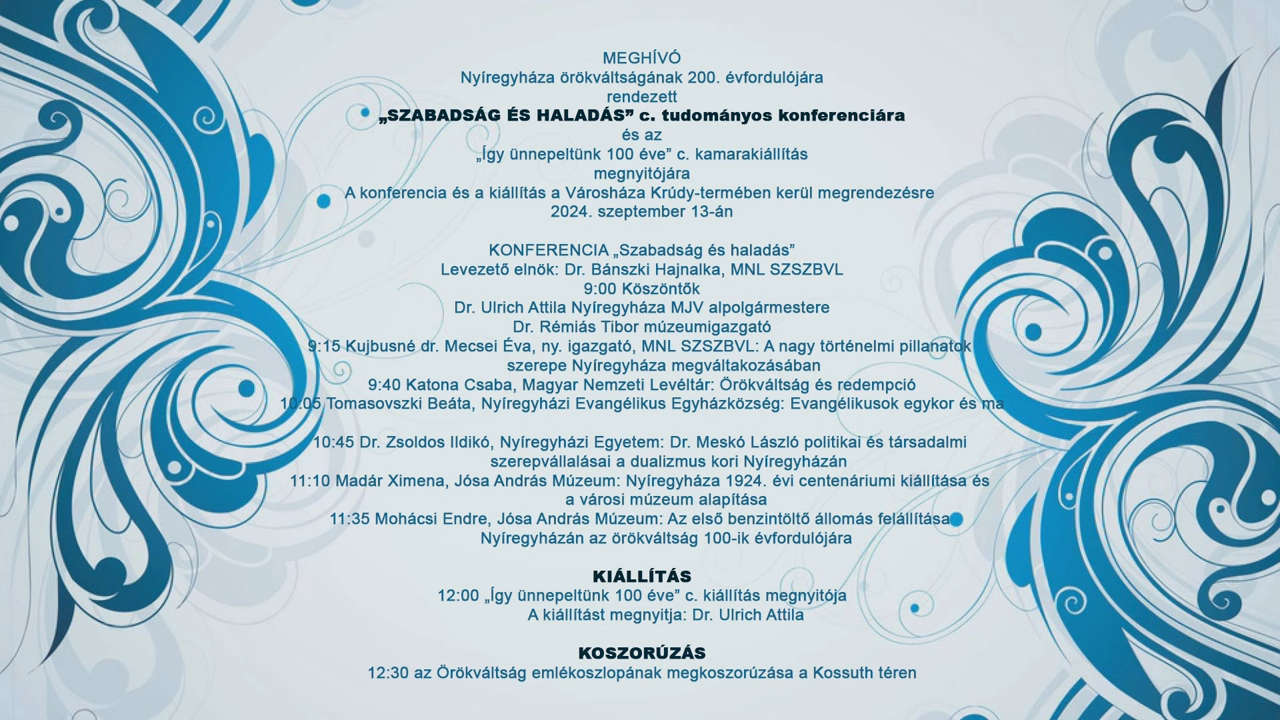 MEGHÍVÓ
Nyíregyháza örökváltságának 200. évfordulójára
rendezett
„SZABADSÁG ÉS HALADÁS” c. tudományos konferenciára
és az
„Így ünnepeltünk 100 éve” c. kamarakiállítás
megnyitójára
A konferencia és a kiállítás a Városháza Krúdy-termében kerül megrendezésre
2024. szeptember 13-án
KONFERENCIA „Szabadság és haladás”
Levezető elnök: Dr. Bánszki Hajnalka, MNL SZSZBVL
9:00 Köszöntők
Dr. Ulrich Attila Nyíregyháza MJV alpolgármestere
Dr. Rémiás Tibor múzeumigazgató
9:15 Kujbusné dr. Mecsei Éva, ny. igazgató, MNL SZSZBVL: A nagy történelmi pillanatok
szerepe Nyíregyháza megváltakozásában
9:40 Katona Csaba, Magyar Nemzeti Levéltár: Örökváltság és redempció
10:05 Tomasovszki Beáta, Nyíregyházi Evangélikus Egyházközség: Evangélikusok egykor és ma
10:45 Dr. Zsoldos Ildikó, Nyíregyházi Egyetem: Dr. Meskó László politikai és társadalmi
szerepvállalásai a dualizmus kori Nyíregyházán
11:10 Madár Ximena, Jósa András Múzeum: Nyíregyháza 1924. évi centenáriumi kiállítása és
a városi múzeum alapítása
11:35 Mohácsi Endre, Jósa András Múzeum: Az első benzintöltő állomás felállítása
Nyíregyházán az örökváltság 100-ik évfordulójára
KIÁLLÍTÁS
12:00 „Így ünnepeltünk 100 éve” c. kiállítás megnyitója
A kiállítást megnyitja: Dr. Ulrich Attila
KOSZORÚZÁS
12:30 az Örökváltság emlékoszlopának megkoszorúzása a Kossuth téren